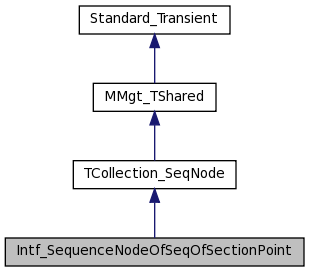 Standard_Transient
MMgt_TShared
TCollection_SeqNode
Intf_SequenceNodeOfSeqOfSectionPoint